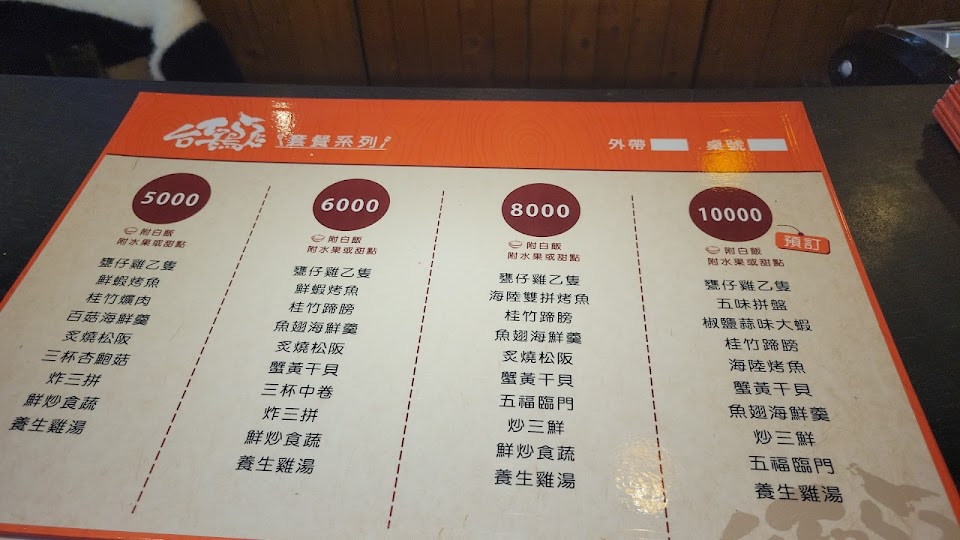 台灣雞 套餐系列
外帶 桌號
5000
附白飯
附水果或甜點
甕仔雞乙隻
鮮蝦烤魚
桂竹爌肉
百菇海鮮羹
炙燒松阪
三杯杏鮑菇
炸三拼
鮮炒食蔬
養生雞湯
6000
附白飯
附水果或甜點
甕仔雞乙隻
鮮蝦烤魚
桂竹蹄膀
魚翅海鮮羹
炙燒松阪
蟹黃干貝
三杯中卷
炸三拼
鮮炒食蔬
養生雞湯
8000
附白飯
附水果或甜點
甕仔雞乙隻
海陸雙拼烤魚
桂竹蹄膀
魚翅海鮮羹
炙燒松阪
蟹黃干貝
五福臨門
炒三鮮
鮮炒食蔬
養生雞湯
10000
預訂
附白飯
附水果或甜點
甕仔雞乙隻
五味拼盤
椒鹽蒜味大蝦
桂竹蹄膀
海陸烤魚
蟹黃干貝
魚翅海鮮羹
炒三鮮
五福臨門
養生雞湯